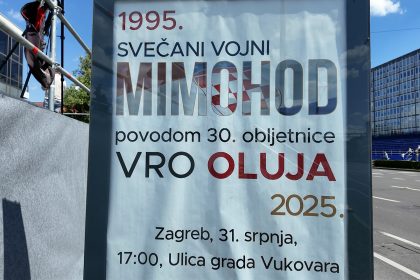 1995.
SVEČANI VOJNI
MIMOHOD
povodom 30. obljetnice
VRO OLUJA
2025.
Zagreb, 31. srpnja,
17:00, Ulica grada Vukovara